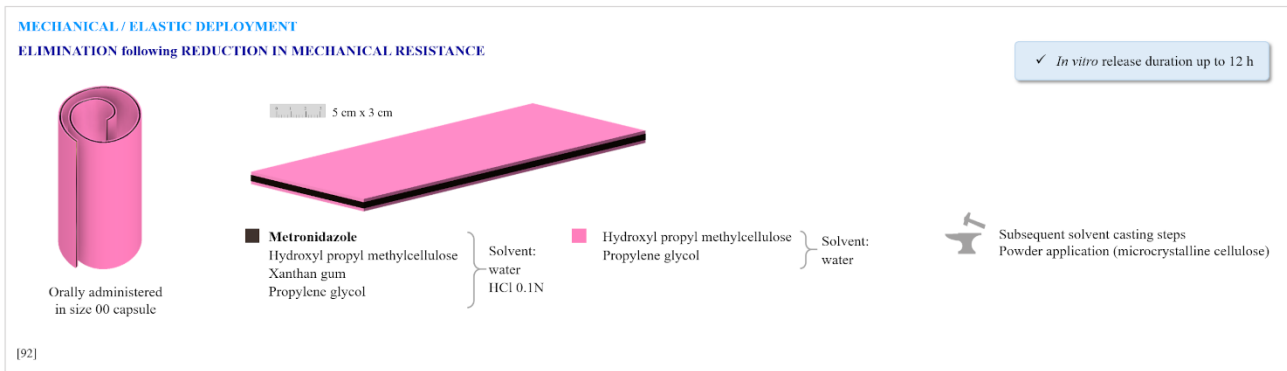 MECHANICAL / ELASTIC DEPLOYMENT
ELIMINATION following REDUCTION IN MECHANICAL RESISTANCE
✓ In vitro release duration up to 12 h
5 cm x 3 cm
Orally administered
in size 00 capsule
Metronidazole
Hydroxyl propyl methylcellulose
Xanthan gum
Propylene glycol
Solvent:
water
HCl 0.1N
Hydroxyl propyl methylcellulose
Propylene glycol
Solvent:
water
Subsequent solvent casting steps
Powder application (microcrystalline cellulose)
[92]